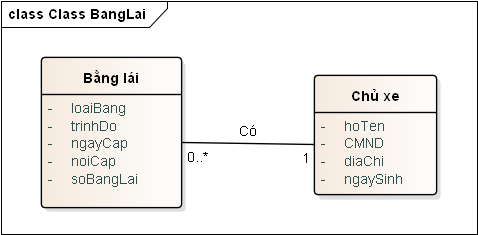 class Class BangLai
Bằng lái
- loaiBang
- trinhDo
- ngayCap
- noiCap
- soBangLai
Có
0..*
1
Chủ xe
- hoTen
- CMND
- diaChi
- ngaySinh